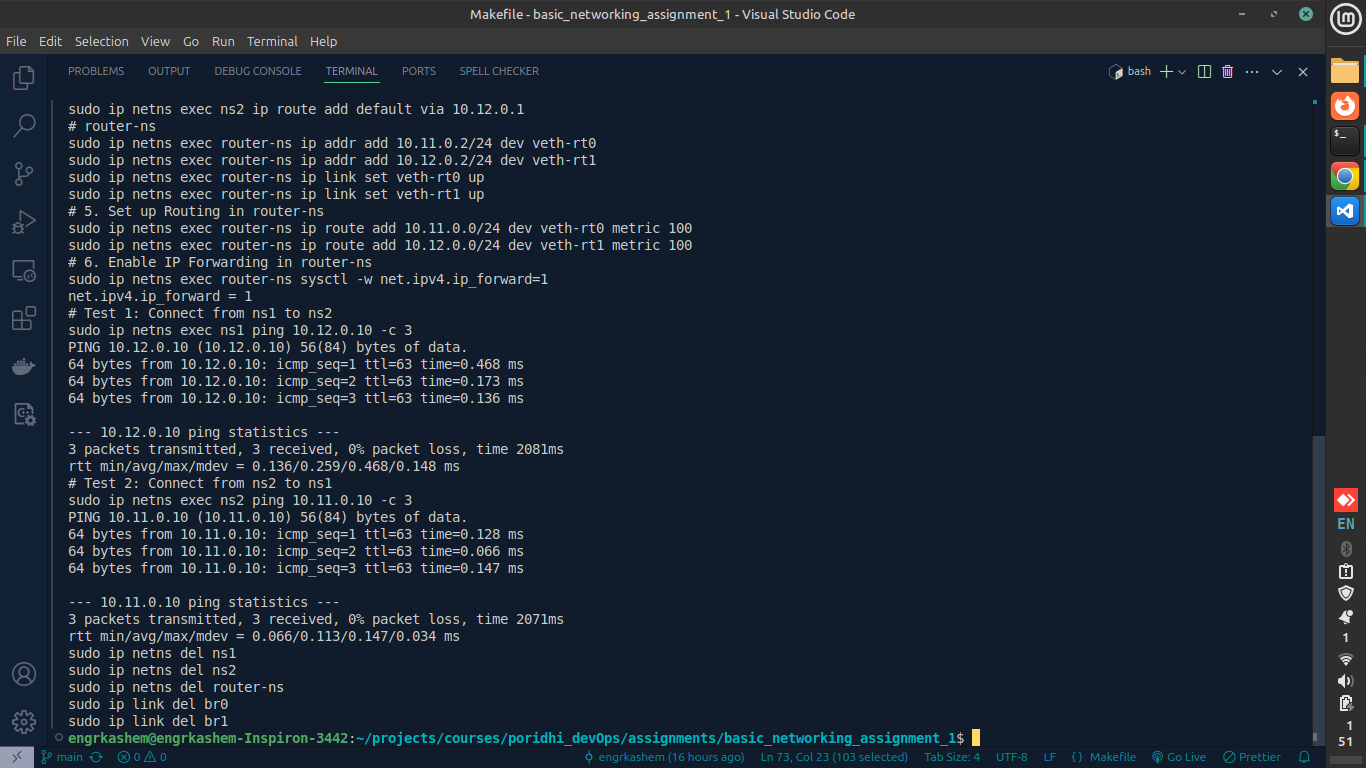 Makefile - basic_networking_assignment_1 - Visual Studio Code
File Edit Selection View Go Run Terminal Help
PROBLEMS OUTPUT DEBUG CONSOLE TERMINAL PORTS SPELL CHECKER
bash
sudo ip netns exec ns2 ip route add default via 10.12.0.1
# router-ns
sudo ip netns exec router-ns ip addr add 10.11.0.2/24 dev veth-rt0
sudo ip netns exec router-ns ip addr add 10.12.0.2/24 dev veth-rt1
sudo ip netns exec router-ns ip link set veth-rt0 up
sudo ip netns exec router-ns ip link set veth-rt1 up
# 5. Set up Routing in router-ns
sudo ip netns exec router-ns ip route add 10.11.0.0/24 dev veth-rt0 metric 100
sudo ip netns exec router-ns ip route add 10.12.0.0/24 dev veth-rt1 metric 100
# 6. Enable IP Forwarding in router-ns
sudo ip netns exec router-ns sysctl -w net.ipv4.ip_forward=1
net.ipv4.ip_forward = 1
# Test 1: Connect from ns1 to ns2
sudo ip netns exec ns1 ping 10.12.0.10 -c 3
PING 10.12.0.10 (10.12.0.10) 56(84) bytes of data.
64 bytes from 10.12.0.10: icmp_seq=1 ttl=63 time=0.468 ms
64 bytes from 10.12.0.10: icmp_seq=2 ttl=63 time=0.173 ms
64 bytes from 10.12.0.10: icmp_seq=3 ttl=63 time=0.136 ms
--- 10.12.0.10 ping statistics ---
3 packets transmitted, 3 received, 0% packet loss, time 2081ms
rtt min/avg/max/mdev = 0.136/0.259/0.468/0.148 ms
# Test 2: Connect from ns2 to ns1
sudo ip netns exec ns2 ping 10.11.0.10 -c 3
PING 10.11.0.10 (10.11.0.10) 56(84) bytes of data.
64 bytes from 10.11.0.10: icmp_seq=1 ttl=63 time=0.128 ms
64 bytes from 10.11.0.10: icmp_seq=2 ttl=63 time=0.066 ms
64 bytes from 10.11.0.10: icmp_seq=3 ttl=63 time=0.147 ms
--- 10.11.0.10 ping statistics ---
3 packets transmitted, 3 received, 0% packet loss, time 2071ms
rtt min/avg/max/mdev = 0.066/0.113/0.147/0.034 ms
sudo ip netns del ns1
sudo ip netns del ns2
sudo ip netns del router-ns
sudo ip link del br0
sudo ip link del br1
engrkashem@engrkashem-Inspiron-3442:~/projects/courses/poridhi_devOps/assignments/basic_networking_assignment_1$
main 0 0 engrkashem (16 hours ago) Ln 73, Col 23 (103 selected) Tab Size: 4 UTF-8 LF {} Makefile Go Live Prettier
EN
1
1
51